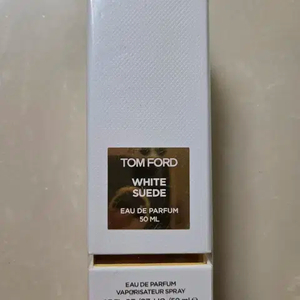 TOM FORD
WHITE
SUEDE
EAU DE PARFUM
50 ML
EAU DE PARFUM
VAPORISATEUR SPRAY